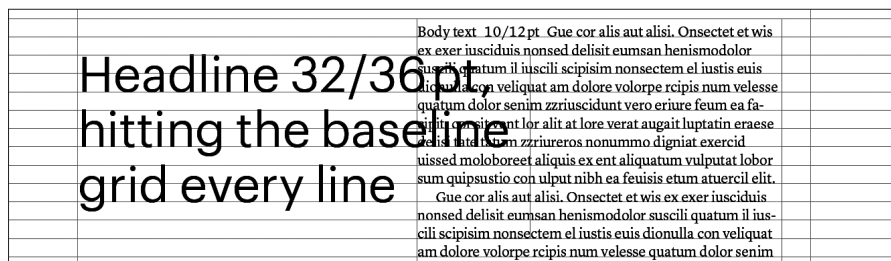 Headline 32/36 pt,
hitting the baseline
grid every line
Body text 10/12 pt Gue cor alis aut alisi. Onsectet et wis
ex exer iusciduis nonsed delisit eumsan henismodolor
suscili quatum il iuscili scipisim nonsectem el iustis euis
dionulla con veliquat am dolore volorpe rcipis num velesse
quatum dolor senim zzriuscidunt vero eriure feum ea fa-
lor alit at lore verat augait luptatin eraese
delisi tate tatum zzriureros nonummo digniat exercid
uissed moloboreet aliquis ex ent aliquatum vulputat lobor
sum quipsustio con ulput nibh ea feuisis etum atuercil elit.
Gue cor alis aut alisi. Onsectet et wis ex exer iusciduis
nonsed delisit eumsan henismodolor suscili quatum il ius-
cili scipisim nonsectem el iustis euis dionulla con veliquat
am dolore volorpe rcipis num velesse quatum dolor senim